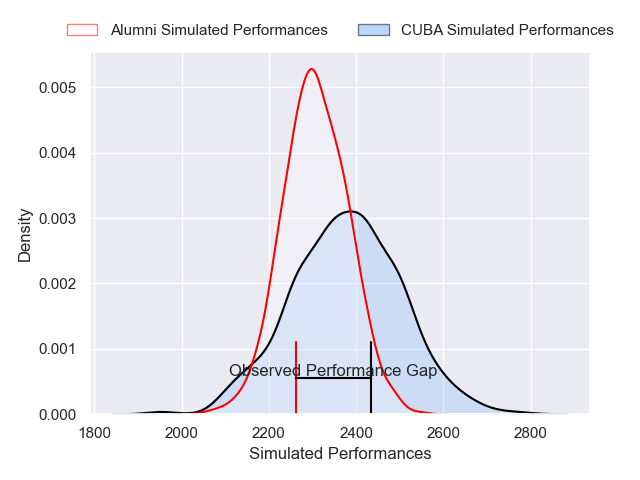 Alumni Simulated Performances CUBA Simulated Performances
0.005
0.004
0.003
0.002
0.001
0.000
Density
Observed Performance Gap
1800 2000 2200 2400 2600 2800
Simulated Performances